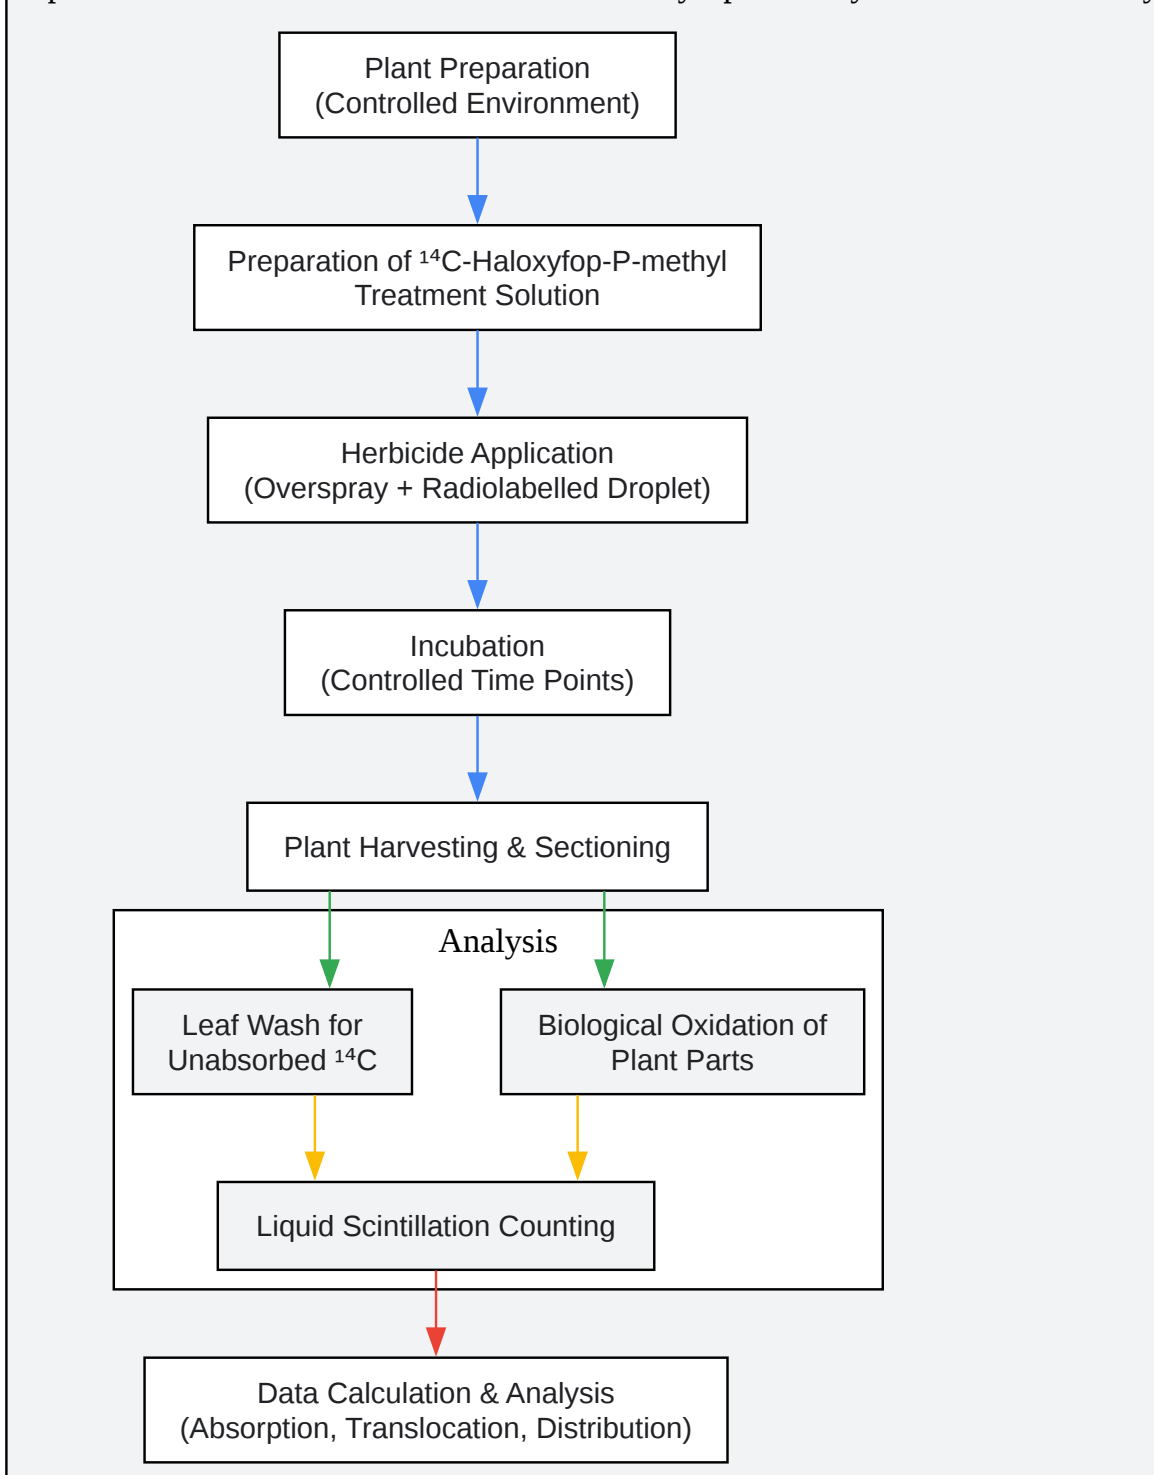 Plant Preparation
(Controlled Environment)
Preparation of ¹⁴C-Haloxyfop-P-methyl
Treatment Solution
Herbicide Application
(Overspray + Radiolabelled Droplet)
Incubation
(Controlled Time Points)
Plant Harvesting & Sectioning
Analysis
Leaf Wash for
Unabsorbed ¹⁴C
Biological Oxidation of
Plant Parts
Liquid Scintillation Counting
Data Calculation & Analysis
(Absorption, Translocation, Distribution)